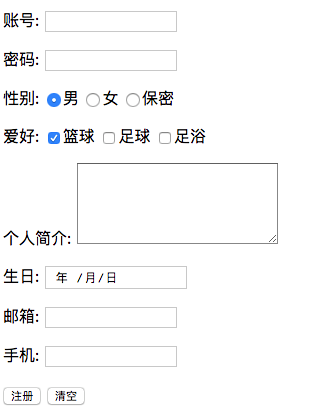 账号:
密码:
性别: 男 女 保密
爱好: 篮球 足球 足浴
个人简介:
生日: 年 /月/日
邮箱:
手机:
注册 清空